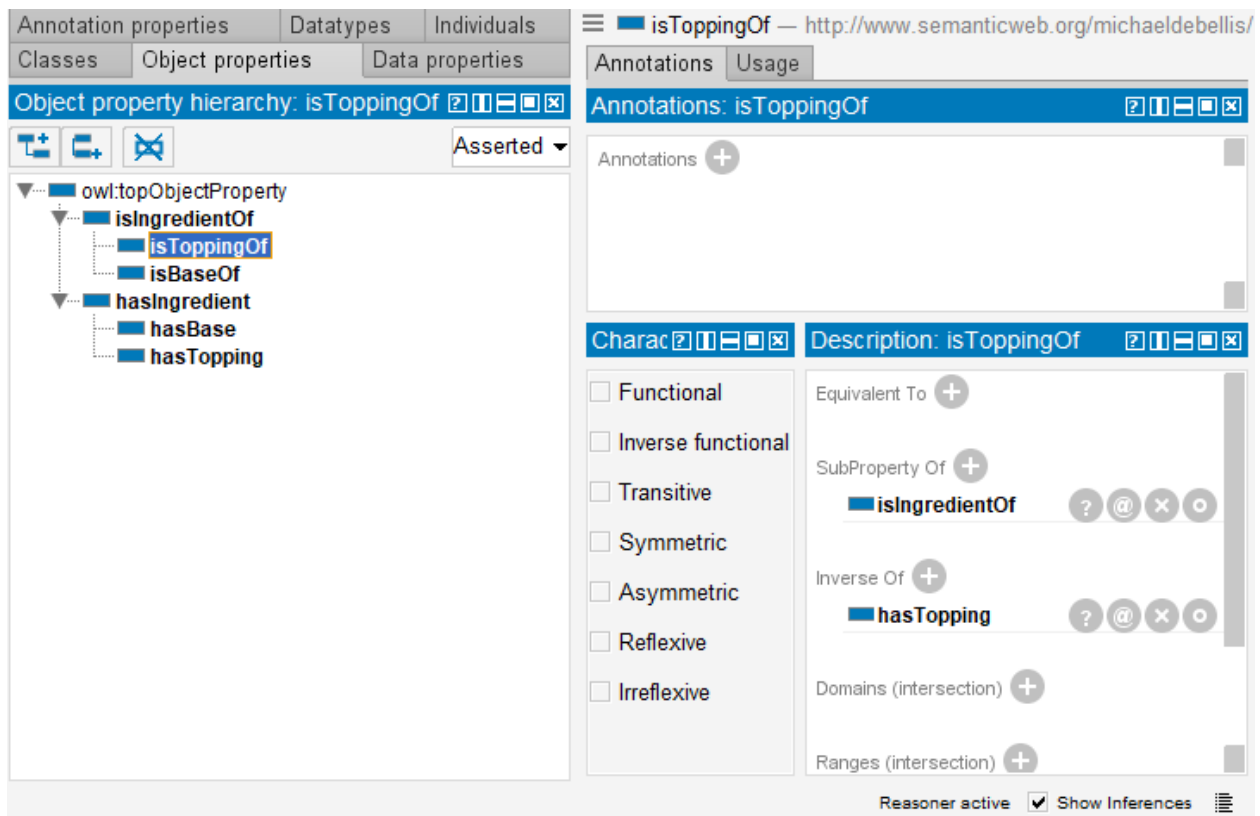 Annotation properties Datatypes Individuals
Classes Object properties Data properties
Object property hierarchy: isToppingOf
Asserted
owl:topObjectProperty
isIngredientOf
isToppingOf
isBaseOf
hasIngredient
hasBase
hasTopping
isToppingOf — http://www.semanticweb.org/michaeldebellis/
Annotations Usage
Annotations: isToppingOf
Annotations
Charac
Functional
Inverse functional
Transitive
Symmetric
Asymmetric
Reflexive
Irreflexive
Description: isToppingOf
Equivalent To
SubProperty Of
isIngredientOf
Inverse Of
hasTopping
Domains (intersection)
Ranges (intersection)
Reasoner active Show Inferences